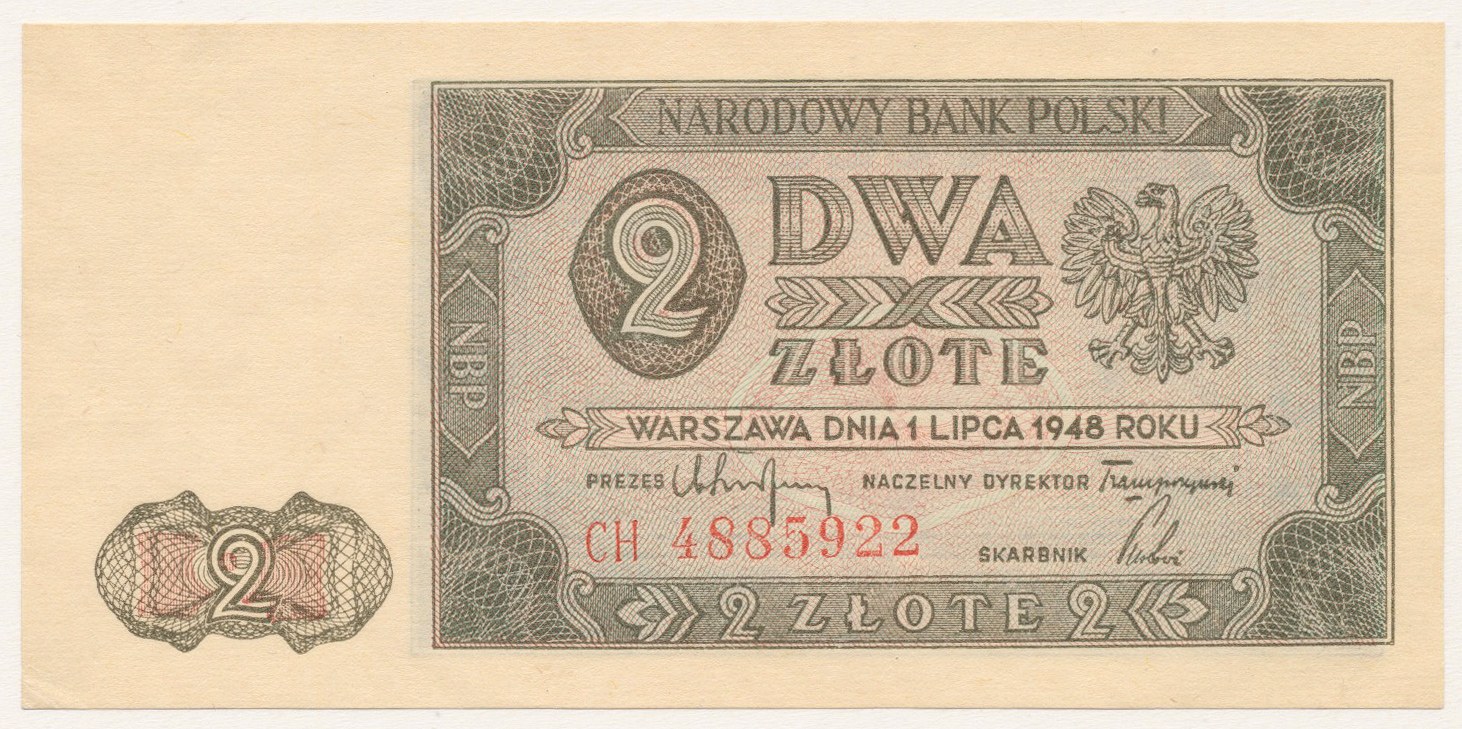 NARODOWY BANK POLSKI
2
DWA
ZŁOTE
NBP
NBP
WARSZAWA DNIA 1 LIPCA 1948 ROKU
PREZES NACZELNY DYREKTOR
CH 4885922
SKARBNIK
2
2 ZŁOTE 2